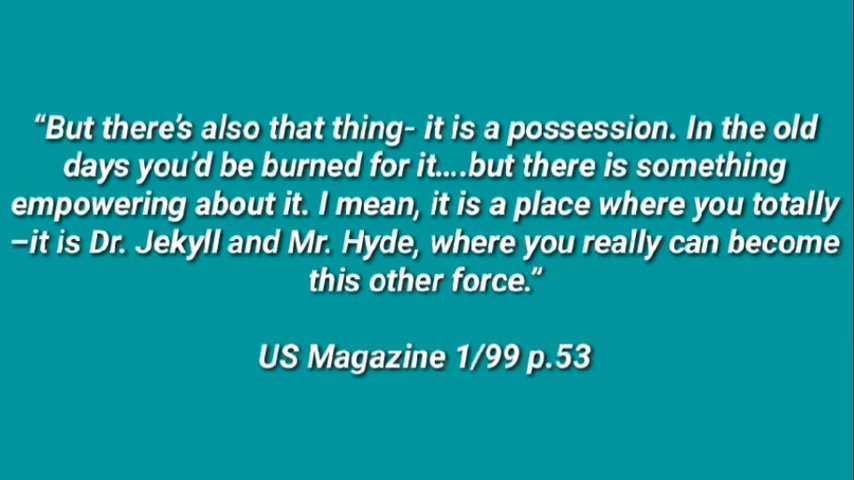 “But there’s also that thing- it is a possession. In the old
days you’d be burned for it....but there is something
empowering about it. I mean, it is a place where you totally
–it is Dr. Jekyll and Mr. Hyde, where you really can become
this other force.”
US Magazine 1/99 p.53